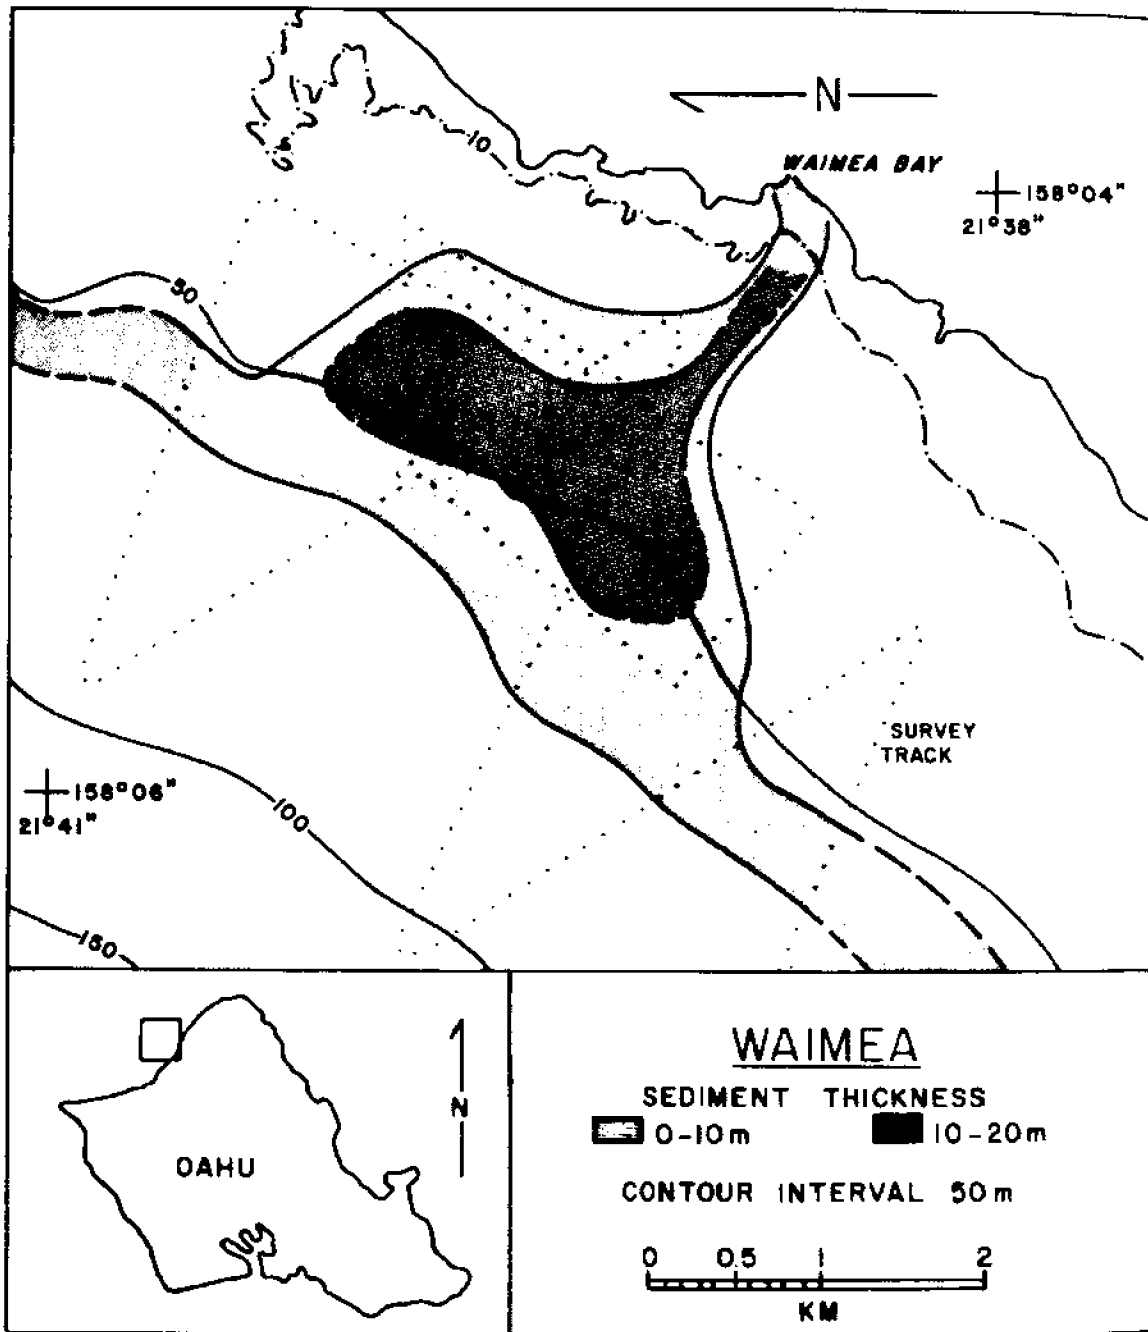 N
10
WAIMEA BAY
158°04"
21°38"
50
SURVEY
TRACK
158°06"
21°41"
100
150
N
OAHU
WAIMEA
SEDIMENT THICKNESS
0-10m 10-20m
CONTOUR INTERVAL 50m
0 0.5 1 2
KM